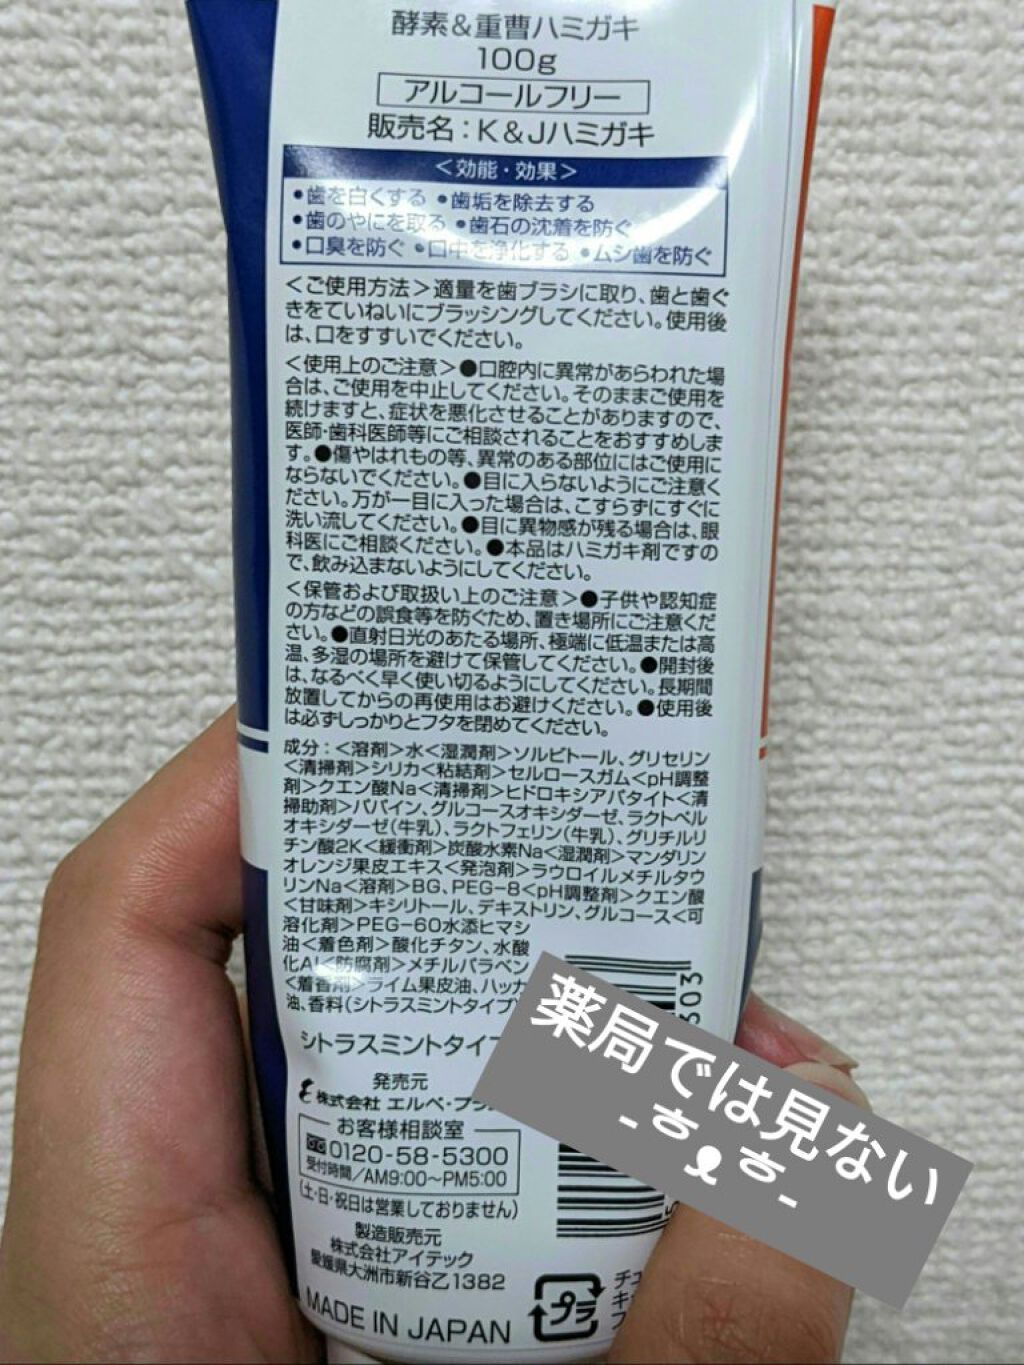 酵素&重曹ハミガキ
100g
アルコールフリー
販売名:K&Jハミガキ
<効能・効果>
•歯を白くする •歯垢を除去する
•歯のやにを取る •歯石の沈着を防ぐ
•口臭を防ぐ •口中を浄化する •ムシ歯を防ぐ
<ご使用方法>適量を歯ブラシに取り、歯と歯ぐ
きをていねいにブラッシングしてください。使用後
は、口をすすいでください。
<使用上のご注意>●口腔内に異常があらわれた場
合は、ご使用を中止してください。そのままご使用を
続けますと、症状を悪化させることがありますので、
医師・歯科医師等にご相談されることをおすすめしま
す。●傷やはれもの等、異常のある部位にはご使用に
ならないでください。●目に入らないようにご注意く
ださい。万が一目に入った場合は、こすらずにすぐに
洗い流してください。●目に異物感が残る場合は、眼
科医にご相談ください。●本品はハミガキ剤ですの
で、飲み込まないようにしてください。
<保管および取扱い上のご注意>●子供や認知症
の方などの誤食等を防ぐため、置き場所にご注意くだ
さい。●直射日光のあたる場所、極端に低温または高
温、多湿の場所を避けて保管してください。●開封後
は、なるべく早く使い切るようにしてください。長期間
放置してからの再使用はお避けください。●使用後
は必ずしっかりとフタを閉めてください。
成分:<溶剤>水<湿潤剤>ソルビトール、グリセリン
<清掃剤>シリカ<粘結剤>セルロースガム<pH調整
剤>クエン酸Na<清掃剤>ヒドロキシアパタイト<清
掃助剤>パパイン、グルコースオキシダーゼ、ラクトペル
オキシダーゼ(牛乳)、ラクトフェリン(牛乳)、グリチルリ
チン酸2K<緩衝剤>炭酸水素Na<湿潤剤>マンダリン
オレンジ果皮エキス<発泡剤>ラウロイルメチルタウ
リンNa<溶剤>BG、PEG-8<pH調整剤>クエン酸
<甘味剤>キシリトール、デキストリン、グルコース<可
溶化剤>PEG-60水添ヒマシ
油<着色剤>酸化チタン、水酸
化Al<防腐剤>メチルパラベン
<着香剤>ライム果皮油、ハッカ
油、香料(シトラスミントタイプ)
シトラスミントタイプ
発売元
株式会社 エルベ・プラ
お客様相談室
0120-58-5300
受付時間/AM9:00〜PM5:00
(土・日・祝日は営業しておりません)
製造販売元
株式会社アイテック
愛媛県大洲市新谷乙1382
MADE IN JAPAN
プラ
チュ
キ
フ
303
薬局では見ない